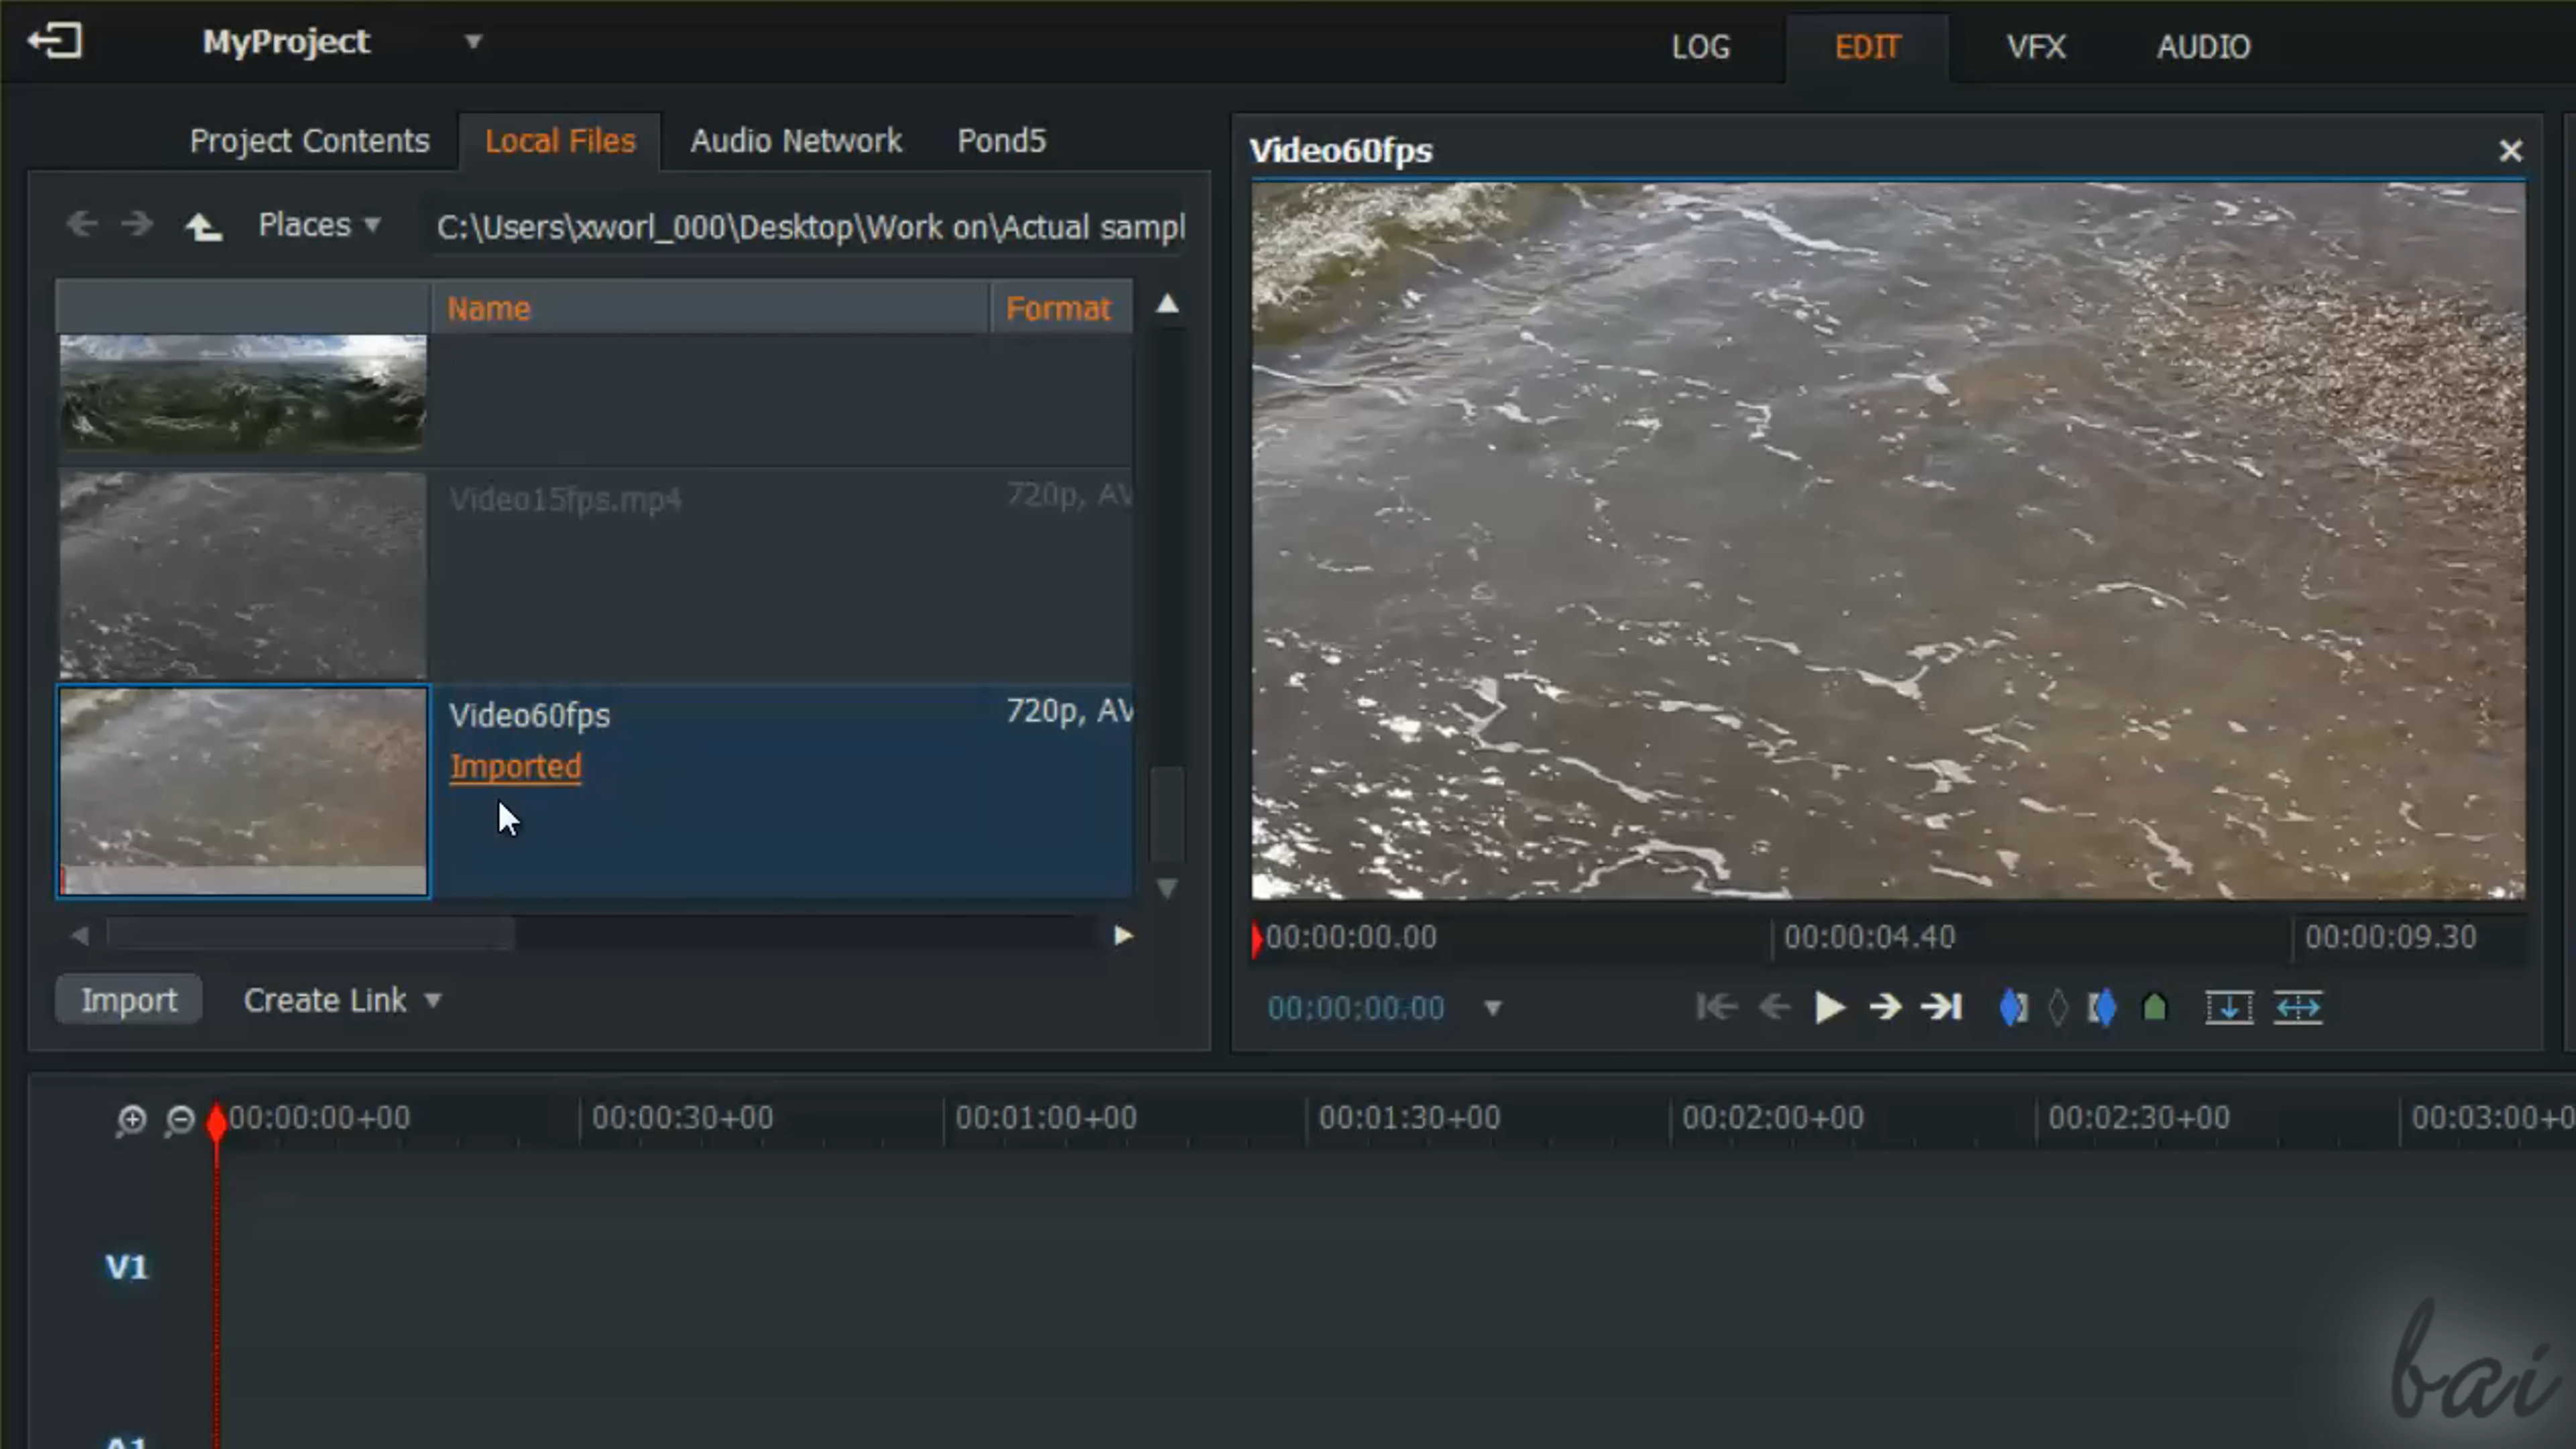 MyProject
LOG EDIT VFX AUDIO
Project Contents Local Files Audio Network Pond5
Places C:\Users\xworl_000\Desktop\Work on\Actual sampl
Name Format
Video15fps.mp4 720p, AV
Video60fps 720p, AV
Imported
Import Create Link
Video60fps
00:00:00.00 00:00:04.40 00:00:09.30
00:00:00.00
00:00:00+00 00:00:30+00 00:01:00+00 00:01:30+00 00:02:00+00 00:02:30+00 00:03:00+0
V1
A1
bai